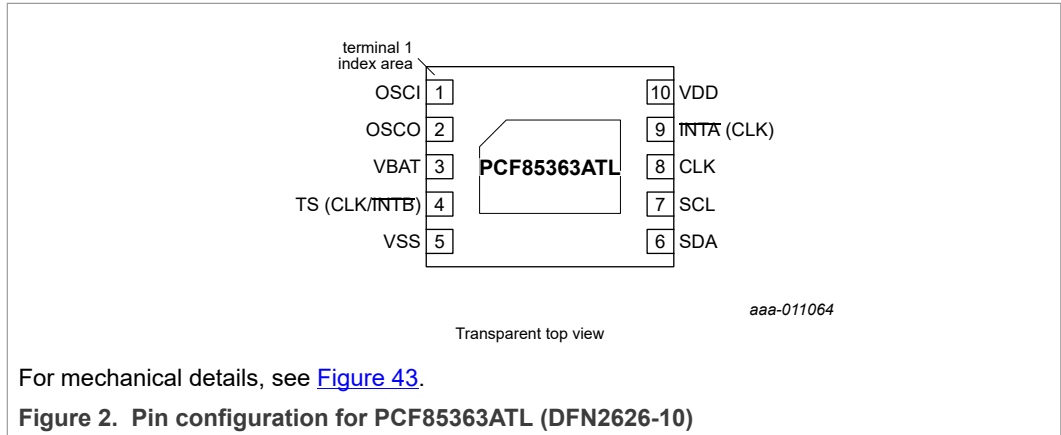 terminal 1
index area
OSCI 1
OSCO 2
VBAT 3
TS (CLK/INTB) 4
VSS 5
PCF85363ATL
10 VDD
9 INTA (CLK)
8 CLK
7 SCL
6 SDA
aaa-011064
Transparent top view
For mechanical details, see Figure 43.
Figure 2. Pin configuration for PCF85363ATL (DFN2626-10)